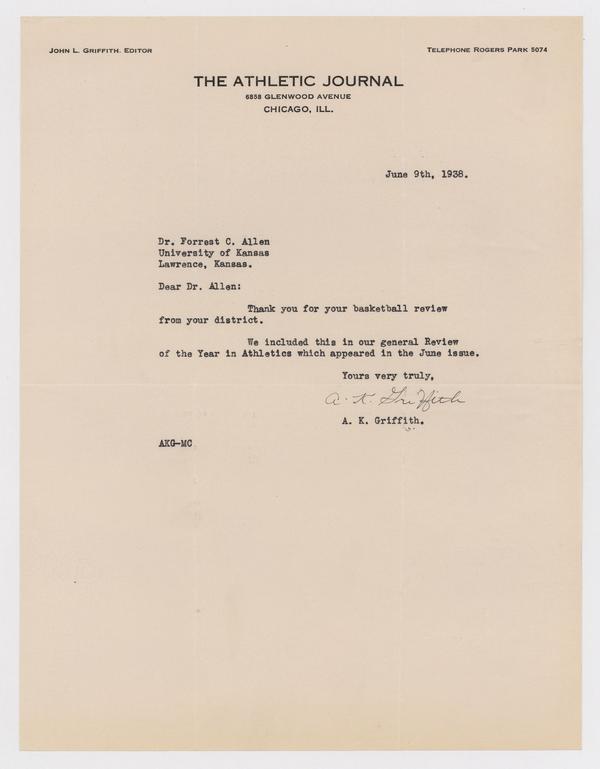 JOHN L. GRIFFITH, EDITOR
TELEPHONE ROGERS PARK 5074
THE ATHLETIC JOURNAL
6858 GLENWOOD AVENUE
CHICAGO, ILL.
June 9th, 1938.
Dr. Forrest C. Allen
University of Kansas
Lawrence, Kansas.
Dear Dr. Allen:
Thank you for your basketball review
from your district.
We included this in our general Review
of the Year in Athletics which appeared in the June issue.
Yours very truly,
A. K. Griffith
A. K. Griffith.
AKG-MC